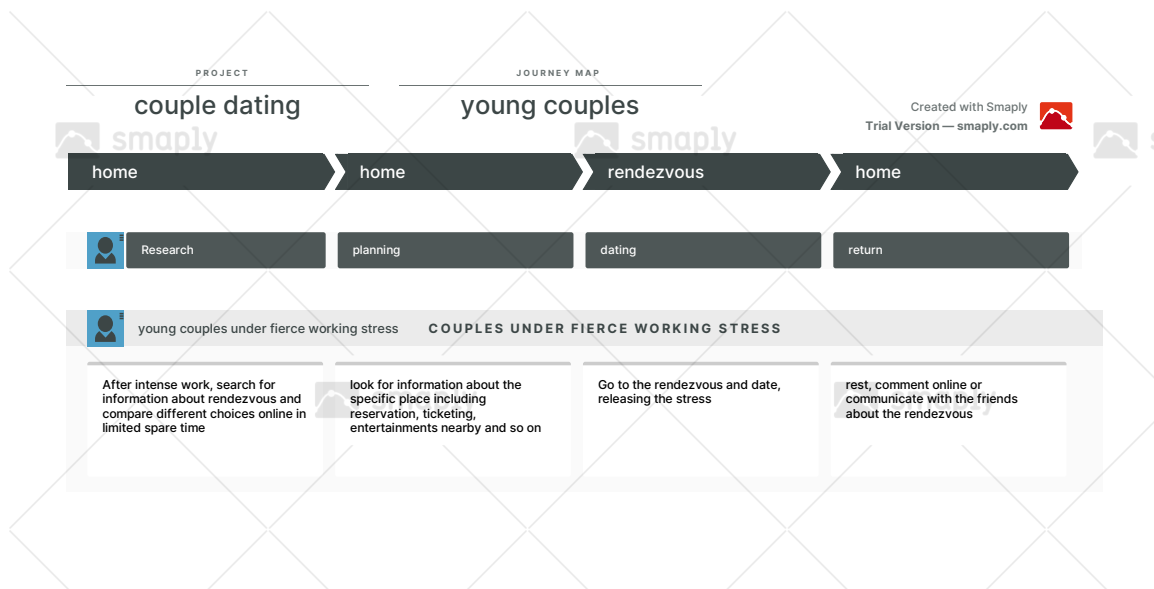 PROJECT
couple dating
JOURNEY MAP
young couples
Created with Smaply
Trial Version — smaply.com
smaply
smaply
home
home
rendezvous
home
Research
planning
dating
return
young couples under fierce working stress
COUPLES UNDER FIERCE WORKING STRESS
After intense work, search for
information about rendezvous and
compare different choices online in
limited spare time
look for information about the
specific place including
reservation, ticketing,
entertainments nearby and so on
Go to the rendezvous and date,
releasing the stress
rest, comment online or
communicate with the friends
about the rendezvous
smaply
smaply